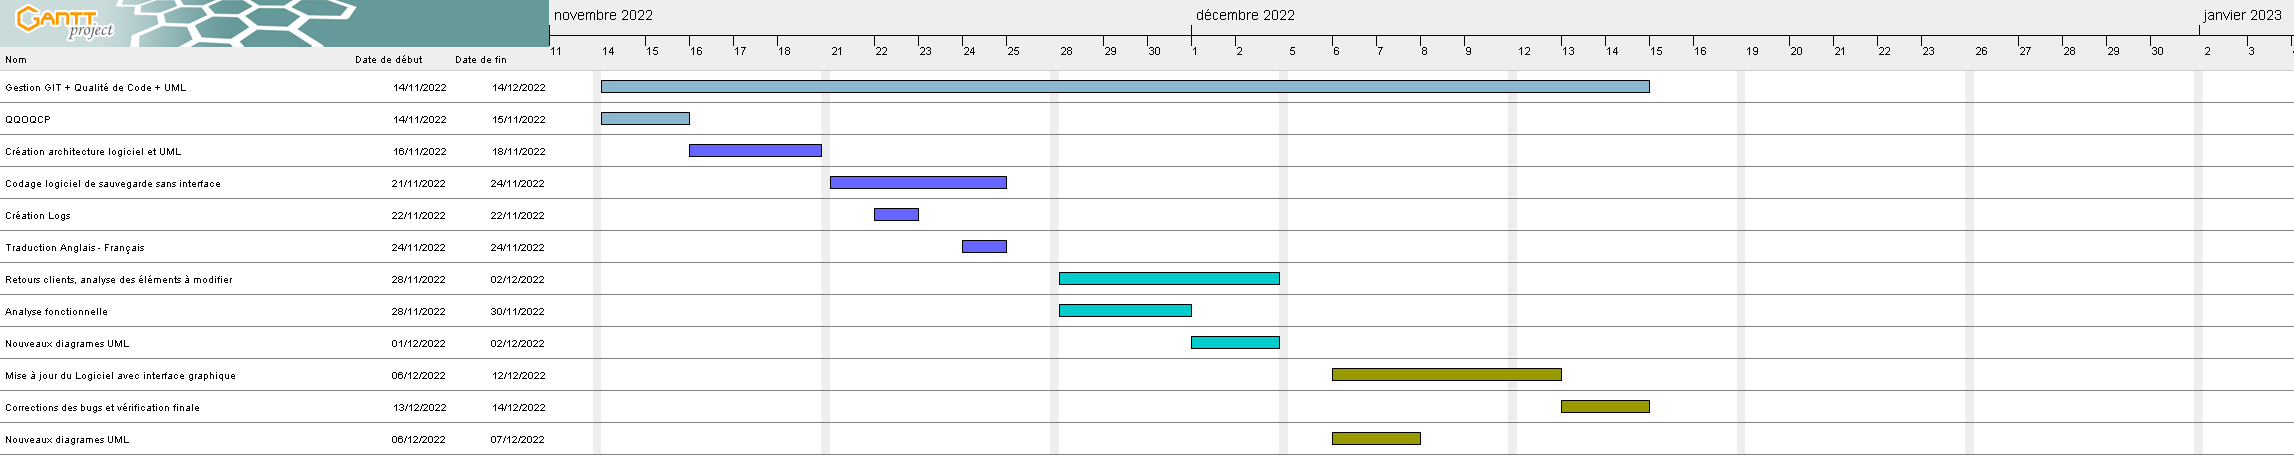 GANTT
project
novembre 2022 décembre 2022 janvier 2023
11 14 15 16 17 18 21 22 23 24 25 28 29 30 1 2 5 6 7 8 9 12 13 14 15 16 19 20 21 22 23 26 27 28 29 30 2 3
Nom Date de début Date de fin
Gestion GIT + Qualité de Code + UML 14/11/2022 14/12/2022
QQOQCP 14/11/2022 15/11/2022
Création architecture logiciel et UML 16/11/2022 18/11/2022
Codage logiciel de sauvegarde sans interface 21/11/2022 24/11/2022
Création Logs 22/11/2022 22/11/2022
Traduction Anglais - Français 24/11/2022 24/11/2022
Retours clients, analyse des éléments à modifier 28/11/2022 02/12/2022
Analyse fonctionnelle 28/11/2022 30/11/2022
Nouveaux diagrames UML 01/12/2022 02/12/2022
Mise à jour du Logiciel avec interface graphique 06/12/2022 12/12/2022
Corrections des bugs et vérification finale 13/12/2022 14/12/2022
Nouveaux diagrames UML 06/12/2022 07/12/2022